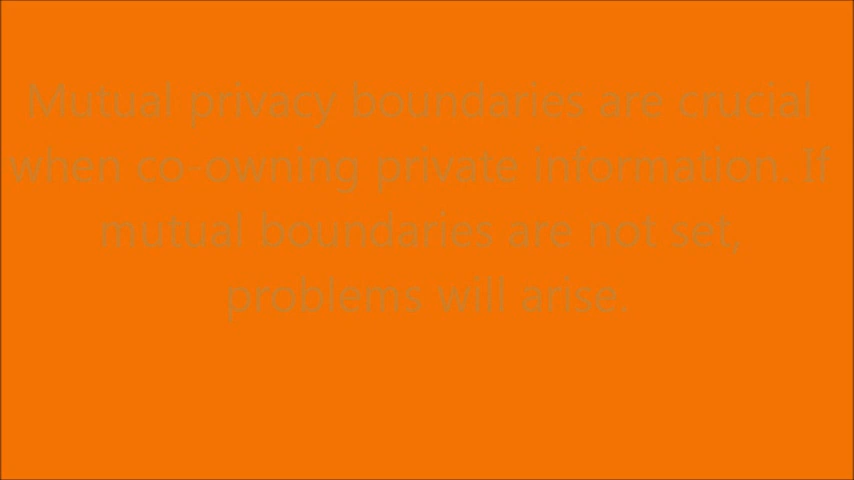 Mutual privacy boundaries are crucial
when co-owning private information. If
mutual boundaries are not set,
problems will arise.